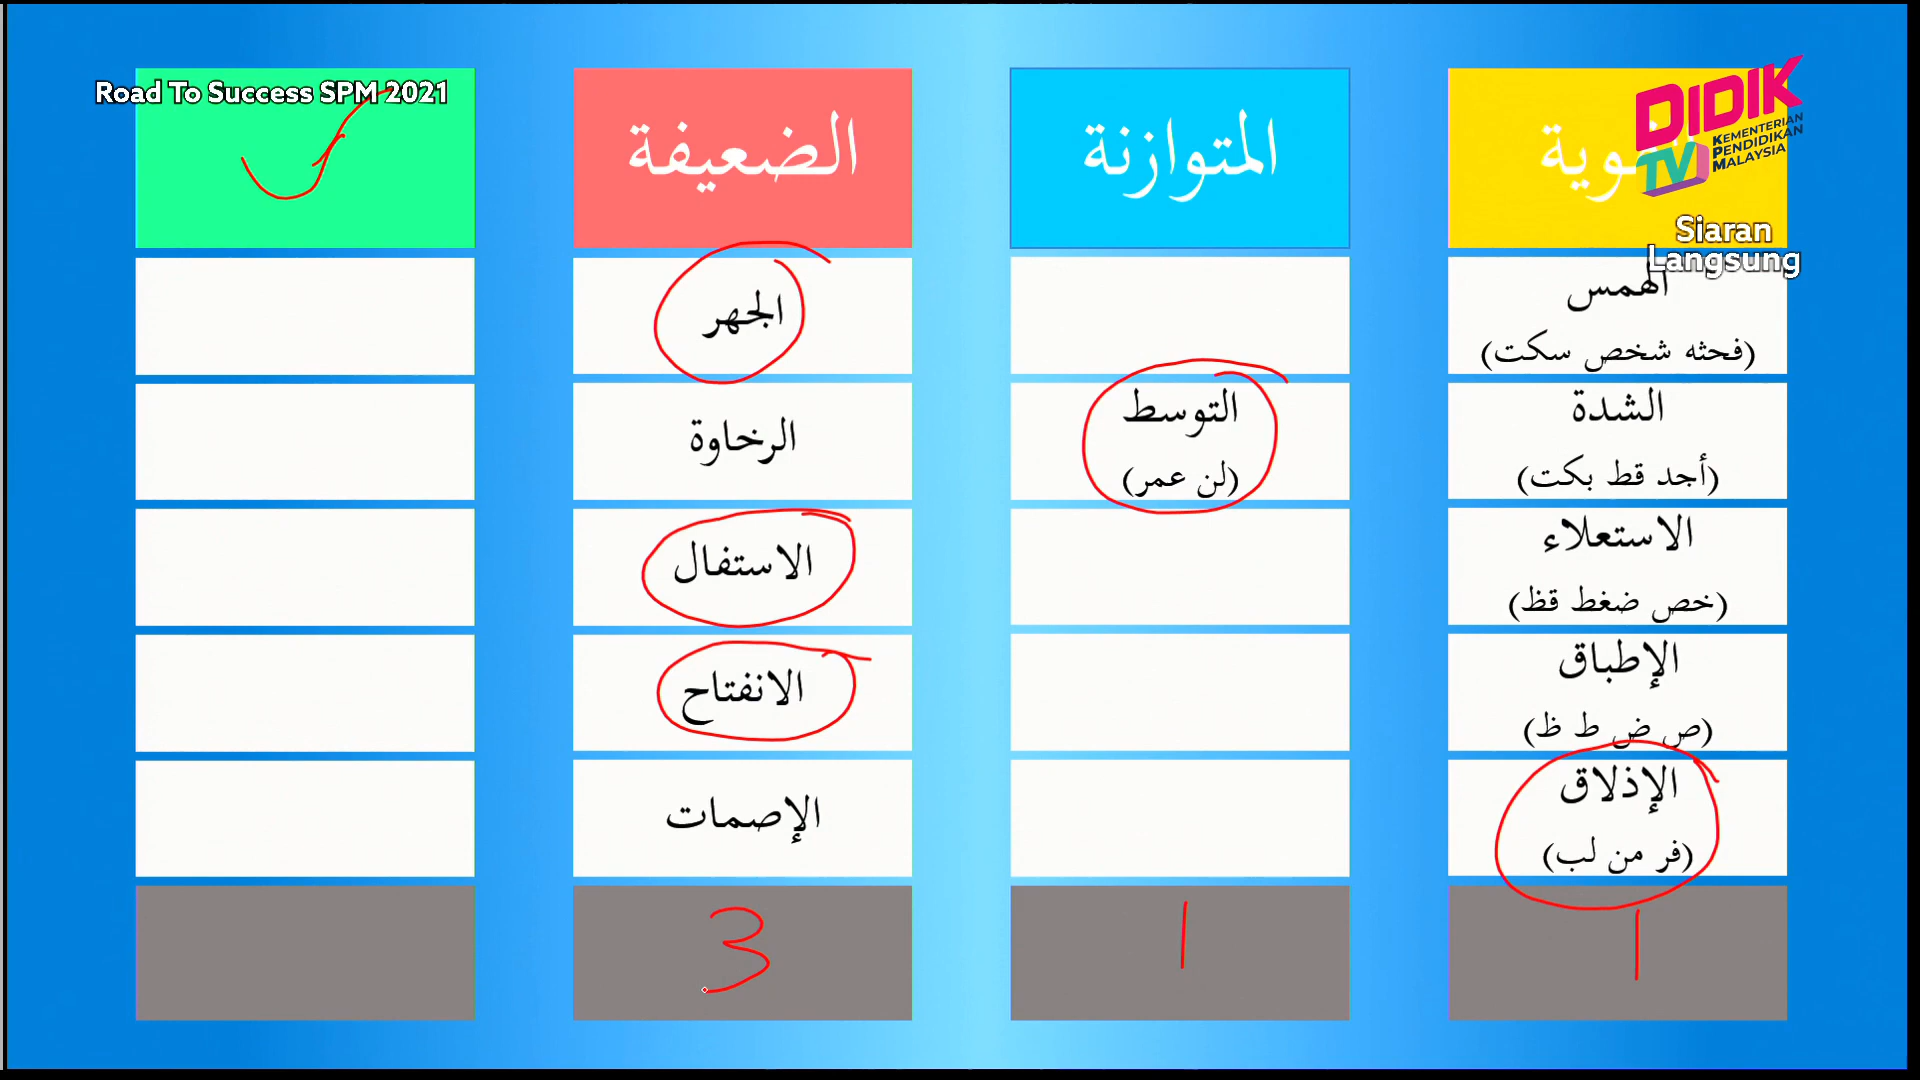 Road To Success SPM 2021
DIDIK
TV
KEMENTERIAN
PENDIDIKAN
MALAYSIA
Siaran
Langsung
المتوازنة
الضعيفة
الهمس
(فحثه شخص سكت)
الجهر
الشدة
(أجد قط بكت)
التوسط
(لن عمر)
الرخاوة
الاستعلاء
(خص ضغط قظ)
الاستفال
الإطباق
(ص ض ط ظ)
الانفتاح
الإذلاق
(فر من لب)
الإصمات
1
1
3